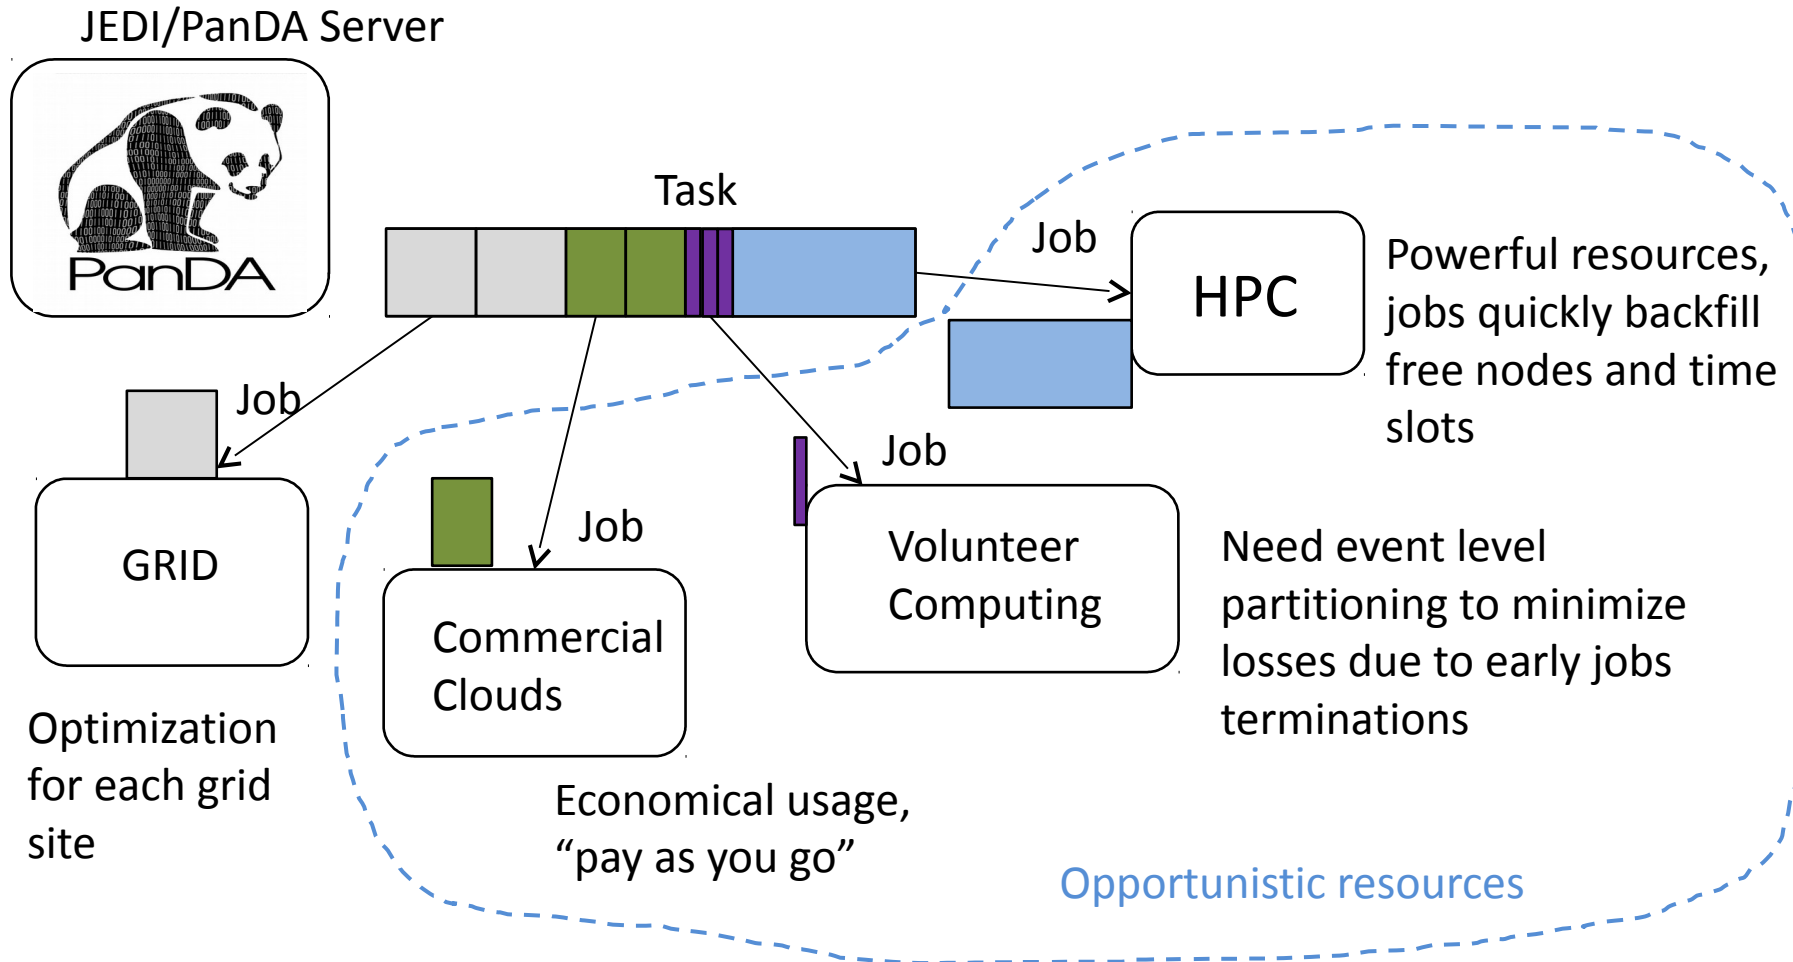 JEDI/PanDA Server
PanDA
Task
Job
HPC
Powerful resources,
jobs quickly backfill
free nodes and time
slots
Job
GRID
Optimization
for each grid
site
Job
Commercial
Clouds
Economical usage,
“pay as you go”
Job
Volunteer
Computing
Need event level
partitioning to minimize
losses due to early jobs
terminations
Opportunistic resources